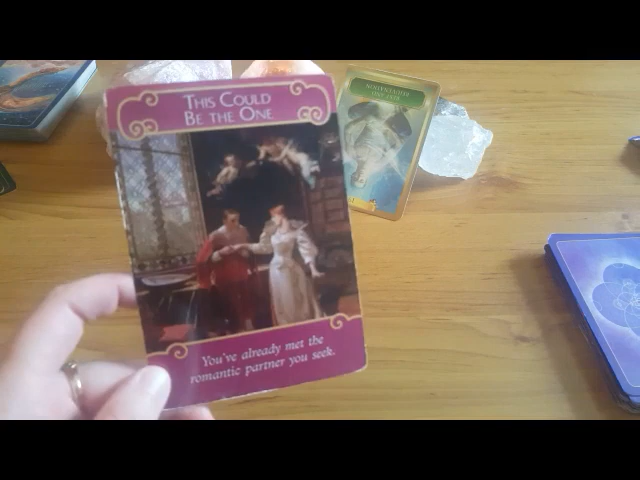 This Could
Be the One
You've already met the
romantic partner you seek.